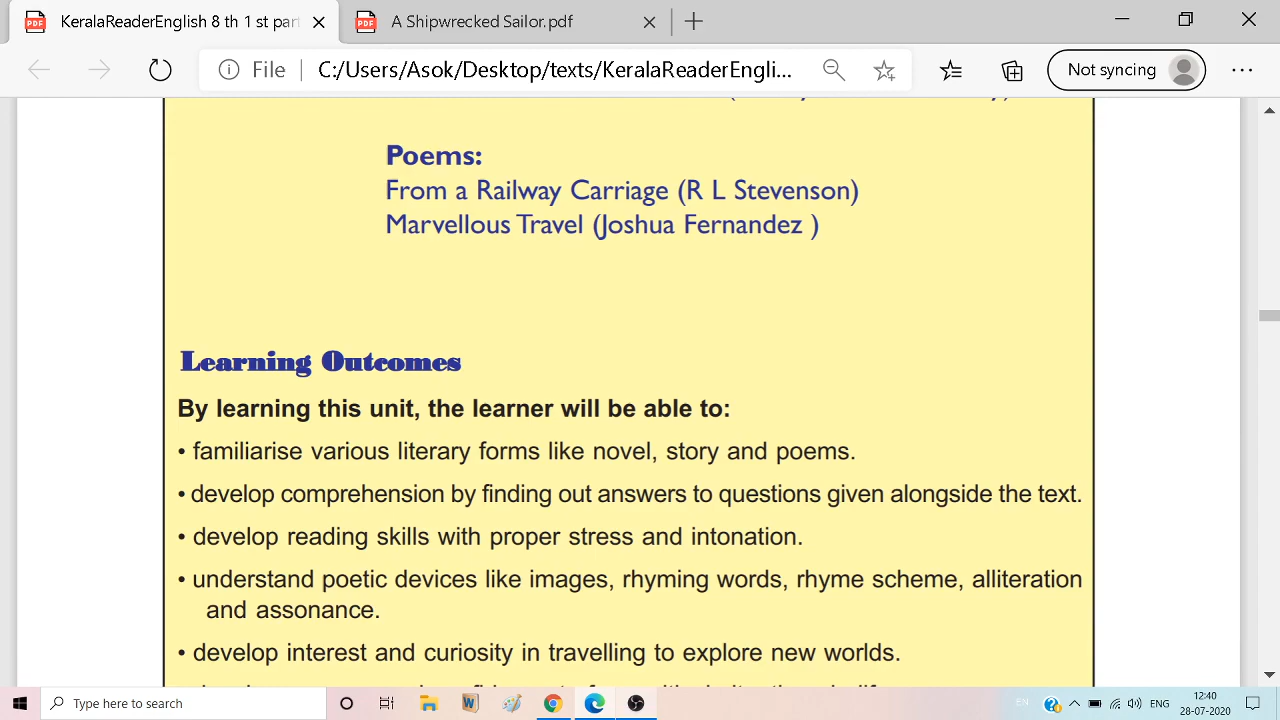 KeralaReaderEnglish 8 th 1 st part
A Shipwrecked Sailor.pdf
File
C:/Users/Asok/Desktop/texts/KeralaReaderEngli...
Not syncing
Poems:
From a Railway Carriage (R L Stevenson)
Marvellous Travel (Joshua Fernandez )
Learning Outcomes
By learning this unit, the learner will be able to:
• familiarise various literary forms like novel, story and poems.
• develop comprehension by finding out answers to questions given alongside the text.
• develop reading skills with proper stress and intonation.
• understand poetic devices like images, rhyming words, rhyme scheme, alliteration
and assonance.
• develop interest and curiosity in travelling to explore new worlds.
Type here to search
EN
ENG
12:40
28-07-2020